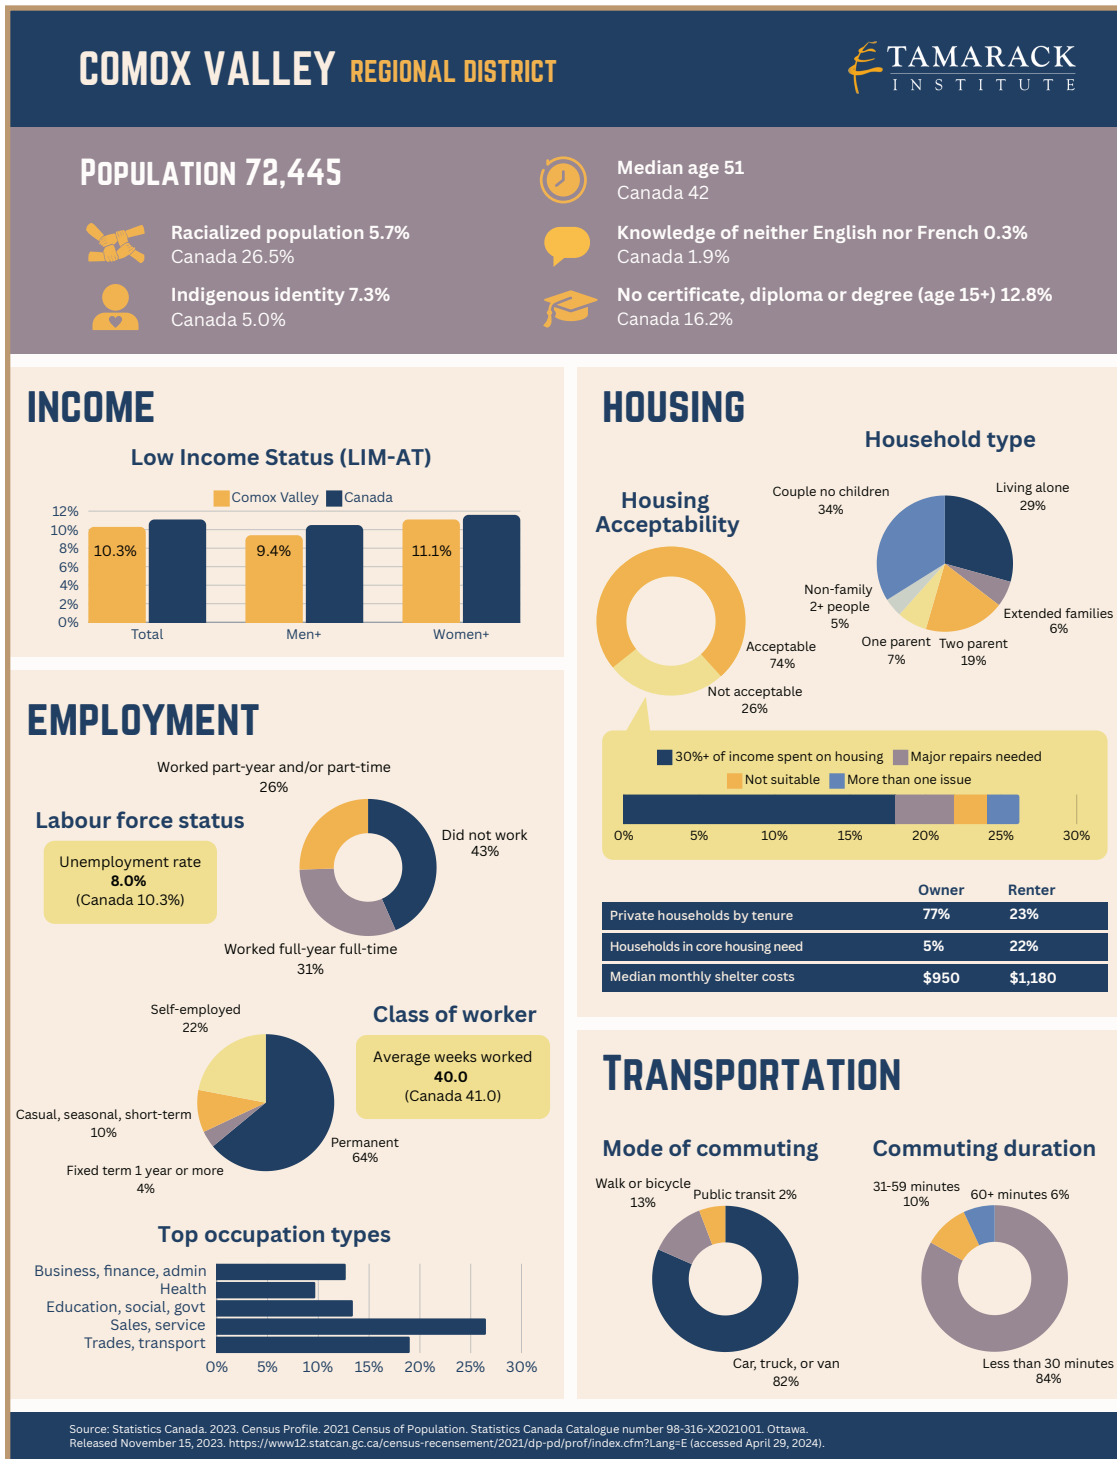 COMOX VALLEY REGIONAL DISTRICT
TAMARACK
INSTITUTE
POPULATION 72,445
Racialized population 5.7%
Canada 26.5%
Indigenous identity 7.3%
Canada 5.0%
Median age 51
Canada 42
Knowledge of neither English nor French 0.3%
Canada 1.9%
No certificate, diploma or degree (age 15+) 12.8%
Canada 16.2%
INCOME
Low Income Status (LIM-AT)
Comox Valley Canada
12%
10%
8%
6%
4%
2%
0%
10.3%
9.4%
11.1%
Total
Men+
Women+
EMPLOYMENT
Labour force status
Unemployment rate
8.0%
(Canada 10.3%)
Worked part-year and/or part-time
26%
Did not work
43%
Worked full-year full-time
31%
Class of worker
Average weeks worked
40.0
(Canada 41.0)
Self-employed
22%
Casual, seasonal, short-term
10%
Fixed term 1 year or more
4%
Permanent
64%
Top occupation types
Business, finance, admin
Health
Education, social, govt
Sales, service
Trades, transport
0% 5% 10% 15% 20% 25% 30%
HOUSING
Housing
Acceptability
Acceptable
74%
Not acceptable
26%
Household type
Couple no children
34%
Living alone
29%
Non-family
2+ people
5%
Extended families
6%
One parent
7%
Two parent
19%
30%+ of income spent on housing Major repairs needed
Not suitable More than one issue
0% 5% 10% 15% 20% 25% 30%
Owner Renter
Private households by tenure 77% 23%
Households in core housing need 5% 22%
Median monthly shelter costs $950 $1,180
TRANSPORTATION
Mode of commuting
Walk or bicycle
13%
Public transit 2%
Car, truck, or van
82%
Commuting duration
31-59 minutes
10%
60+ minutes 6%
Less than 30 minutes
84%
Source: Statistics Canada. 2023. Census Profile. 2021 Census of Population. Statistics Canada Catalogue number 98-316-X2021001. Ottawa.
Released November 15, 2023. https://www12.statcan.gc.ca/census-recensement/2021/dp-pd/prof/index.cfm?Lang=E (accessed April 29, 2024).